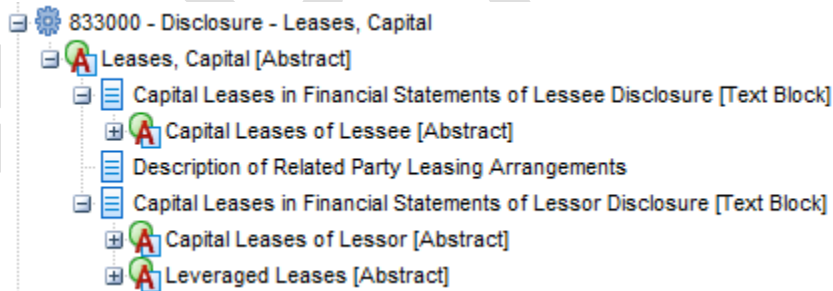 833000 - Disclosure - Leases, Capital
Leases, Capital [Abstract]
Capital Leases in Financial Statements of Lessee Disclosure [Text Block]
Capital Leases of Lessee [Abstract]
Description of Related Party Leasing Arrangements
Capital Leases in Financial Statements of Lessor Disclosure [Text Block]
Capital Leases of Lessor [Abstract]
Leveraged Leases [Abstract]